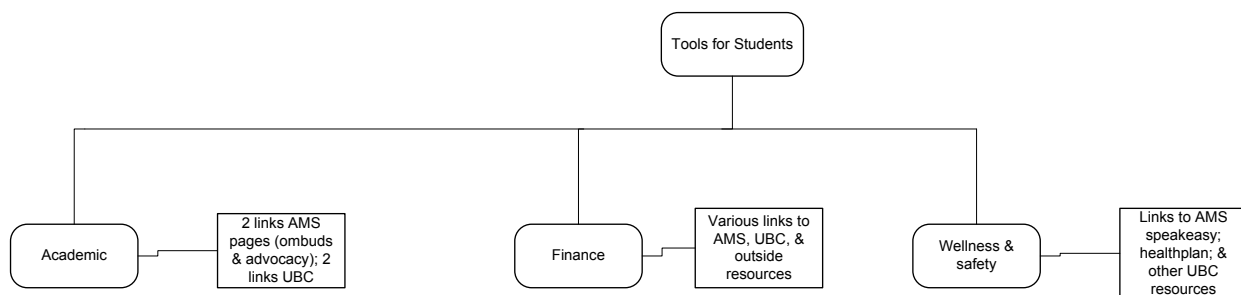 Tools for Students
Academic
2 links AMS
pages (ombuds
& advocacy); 2
links UBC
Finance
Various links to
AMS, UBC, &
outside
resources
Wellness &
safety
Links to AMS
speakeasy;
healthplan; &
other UBC
resources